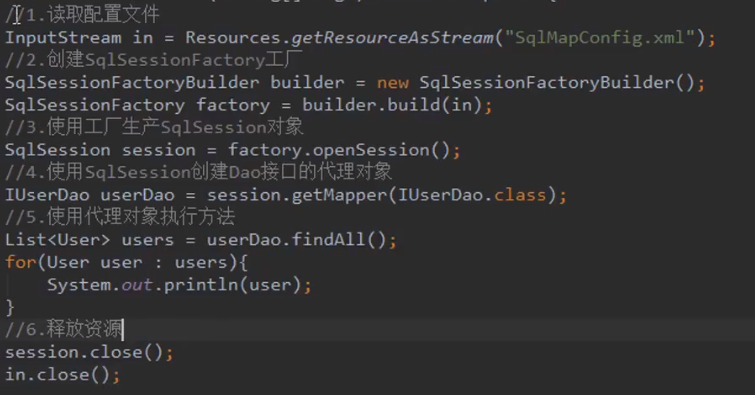 //1.读取配置文件
InputStream in = Resources.getResourceAsStream("SqlMapConfig.xml");
//2.创建SqlSessionFactory工厂
SqlSessionFactoryBuilder builder = new SqlSessionFactoryBuilder();
SqlSessionFactory factory = builder.build(in);
//3.使用工厂生产SqlSession对象
SqlSession session = factory.openSession();
//4.使用SqlSession创建Dao接口的代理对象
IUserDao userDao = session.getMapper(IUserDao.class);
//5.使用代理对象执行方法
List<User> users = userDao.findAll();
for(User user : users){
    System.out.println(user);
}
//6.释放资源
session.close();
in.close();